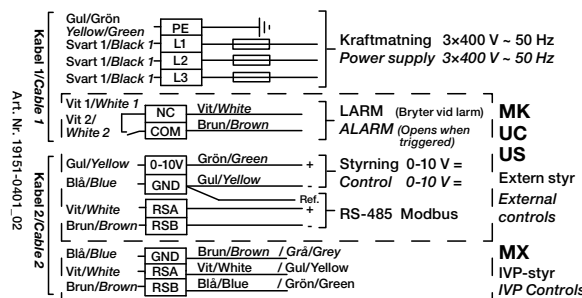 Kabel 1/Cable 1
Gul/Grön
Yellow/Green
PE
Svart 1/Black 1
L1
Svart 1/Black 1
L2
Svart 1/Black 1
L3
Kraftmatning 3×400 V ~ 50 Hz
Power supply 3×400 V ~ 50 Hz
Vit 1/White 1
NC
Vit/White
Vit 2/
White 2
COM
Brun/Brown
LARM (Bryter vid larm)
ALARM (Opens when
triggered)
MK
UC
US
Extern styr
External
controls
Art. Nr. 19151-0401_02
Kabel 2/Cable 2
Gul/Yellow
0-10V
Grön/Green
+
Styrning 0-10 V =
Blå/Blue
GND
Gul/Yellow
-
Control 0-10 V =
Ref.
Vit/White
RSA
+
RS-485 Modbus
Brun/Brown
RSB
-
Blå/Blue
GND
Brun/Brown / Grå/Grey
Vit/White
RSA
Vit/White / Gul/Yellow
Brun/Brown
RSB
Blå/Blue / Grön/Green
MX
IVP-styr
IVP Controls